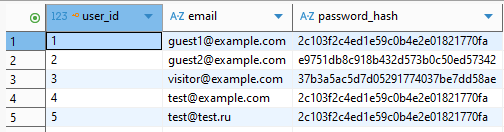 123 user_id A-Z email A-Z password_hash
1 1 guest1@example.com 2c103f2c4ed1e59c0b4e2e01821770fa
2 2 guest2@example.com e9751db8c918b432d573b0c50ed57342
3 3 visitor@example.com 37b3a5ac5d7d05291774037be7dd58ae
4 4 test@example.com 2c103f2c4ed1e59c0b4e2e01821770fa
5 5 test@test.ru 2c103f2c4ed1e59c0b4e2e01821770fa